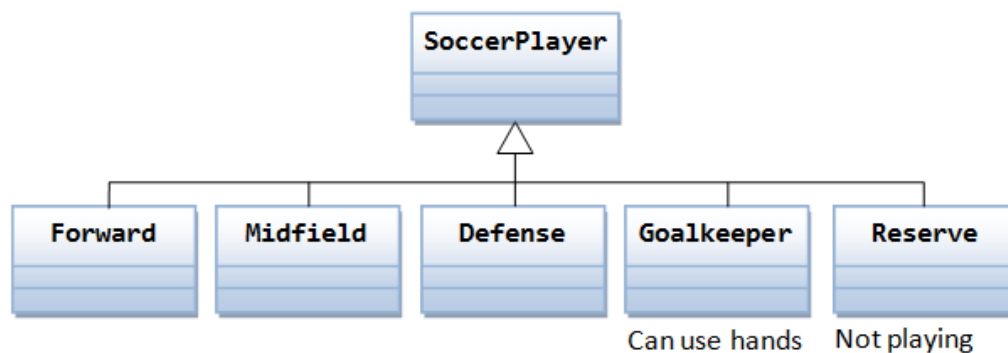 SoccerPlayer
Forward
Midfield
Defense
Goalkeeper
Reserve
Can use hands
Not playing